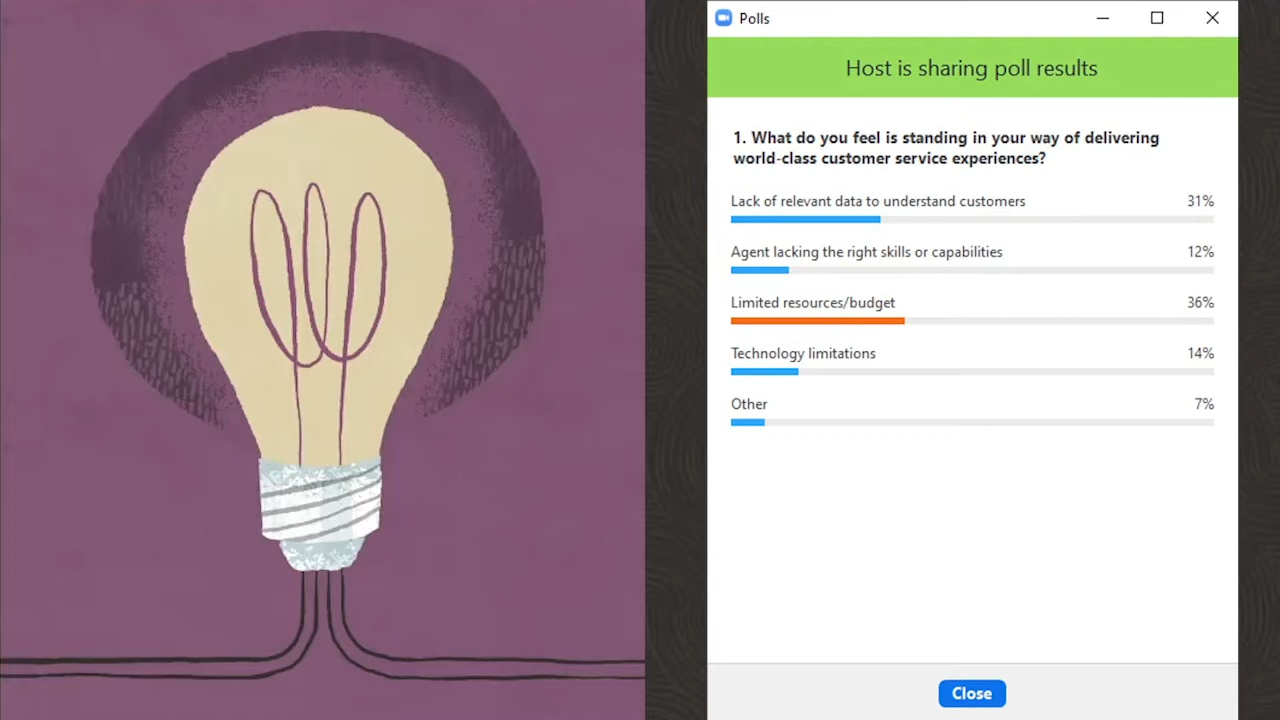 Polls
Host is sharing poll results
1. What do you feel is standing in your way of delivering
world-class customer service experiences?
Lack of relevant data to understand customers 31%
Agent lacking the right skills or capabilities 12%
Limited resources/budget 36%
Technology limitations 14%
Other 7%
Close